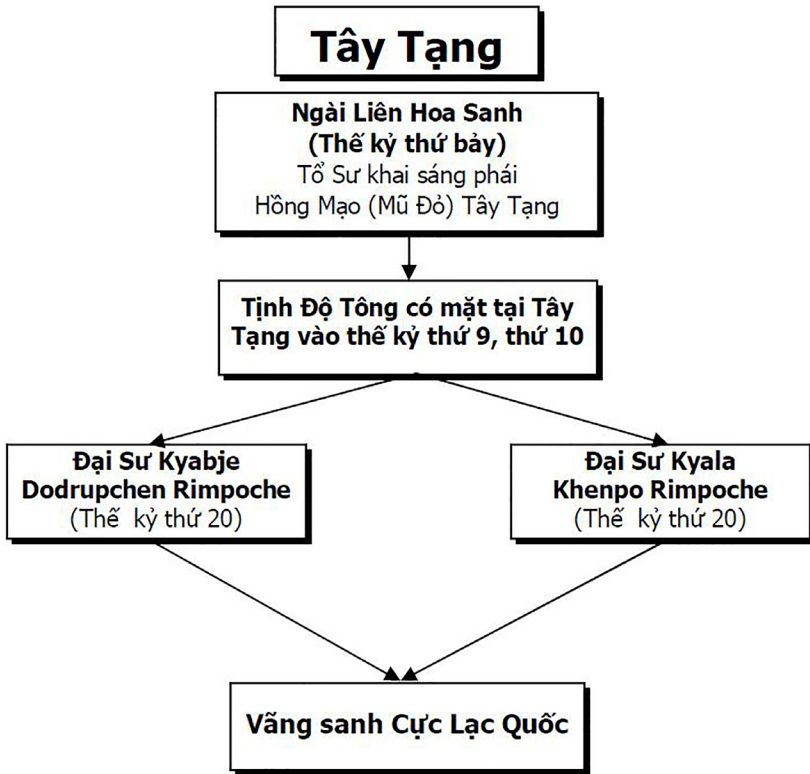 Tây Tạng
Ngài Liên Hoa Sanh
(Thế kỷ thứ bảy)
Tổ Sư khai sáng phái
Hồng Mạo (Mũ Đỏ) Tây Tạng
Tịnh Độ Tông có mặt tại Tây
Tạng vào thế kỷ thứ 9, thứ 10
Đại Sư Kyabje
Dodrupchen Rimpoche
(Thế kỷ thứ 20)
Đại Sư Kyala
Khenpo Rimpoche
(Thế kỷ thứ 20)
Vãng sanh Cực Lạc Quốc